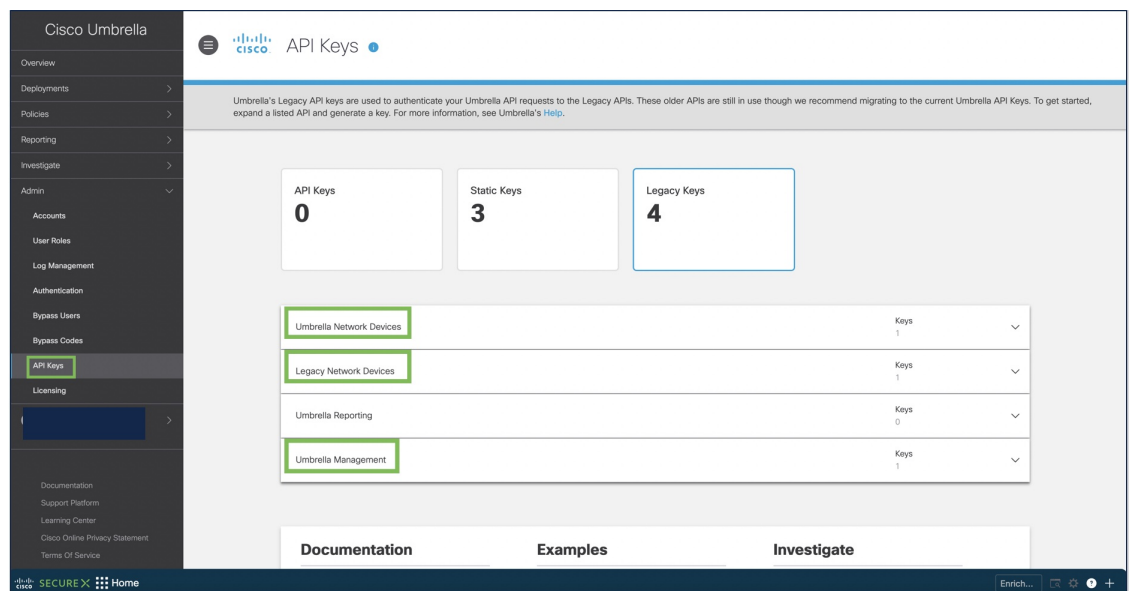 Cisco Umbrella
Overview
Deployments
Policies
Reporting
Investigate
Admin
Accounts
User Roles
Log Management
Authentication
Bypass Users
Bypass Codes
API Keys
Licensing
Documentation
Support Platform
Learning Center
Cisco Online Privacy Statement
Terms Of Service
CISCO
API Keys
Umbrella's Legacy API keys are used to authenticate your Umbrella API requests to the Legacy APIs. These older APIs are still in use though we recommend migrating to the current Umbrella API Keys. To get started,
expand a listed API and generate a key. For more information, see Umbrella's Help.
API Keys
0
Static Keys
3
Legacy Keys
4
Umbrella Network Devices
Keys
1
Legacy Network Devices
Keys
1
Umbrella Reporting
Keys
0
Umbrella Management
Keys
1
Documentation Examples Investigate
CISCO SECUREX Home
Enrich...